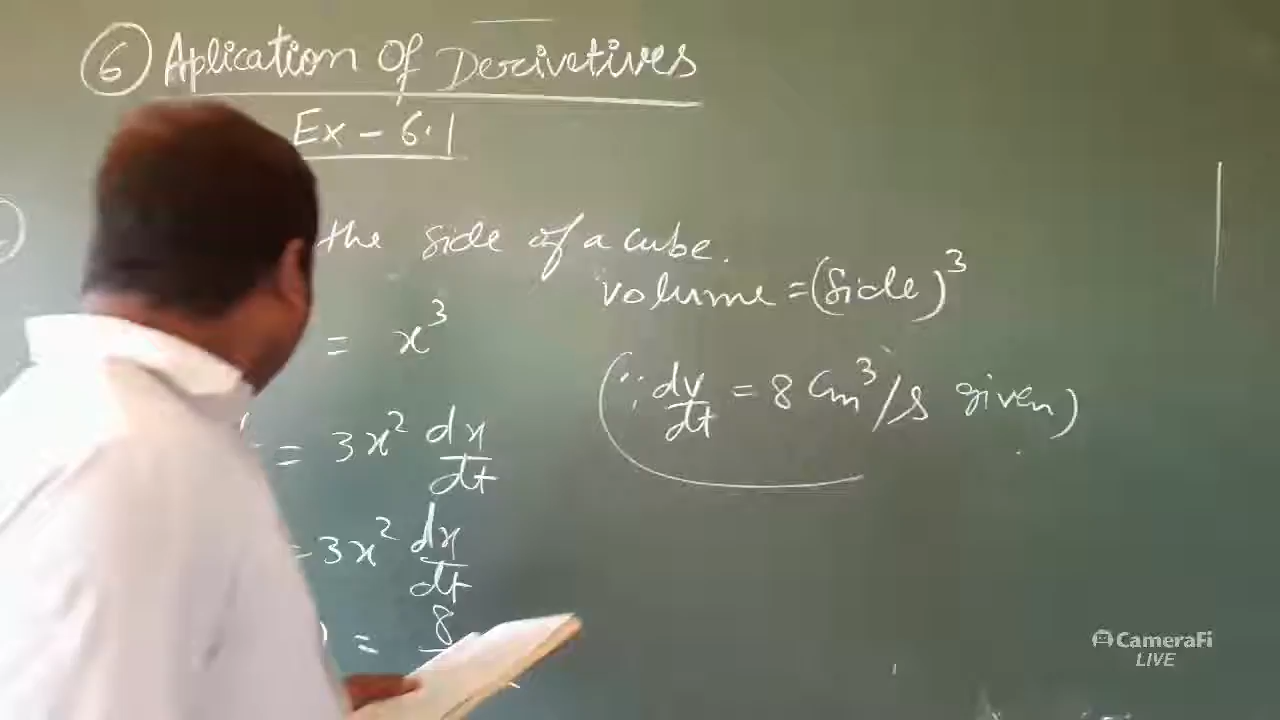 6 Aplication Of Derivetives
Ex - 6.1
the side of a cube.
volume = (Side)³
= x³
(∵ dv/dt = 8 Cm³/s given)
= 3x² dx/dt
= 3x² dx/dt
= 8
CameraFi
LIVE